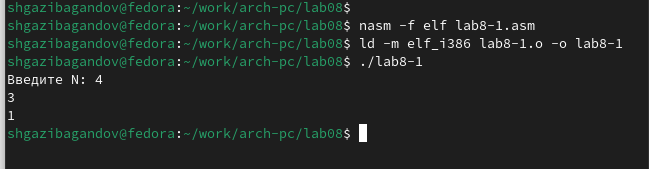 shgazibagandov@fedora:~/work/arch-pc/lab08$
shgazibagandov@fedora:~/work/arch-pc/lab08$ nasm -f elf lab8-1.asm
shgazibagandov@fedora:~/work/arch-pc/lab08$ ld -m elf_i386 lab8-1.o -o lab8-1
shgazibagandov@fedora:~/work/arch-pc/lab08$ ./lab8-1
Введите N: 4
3
1
shgazibagandov@fedora:~/work/arch-pc/lab08$